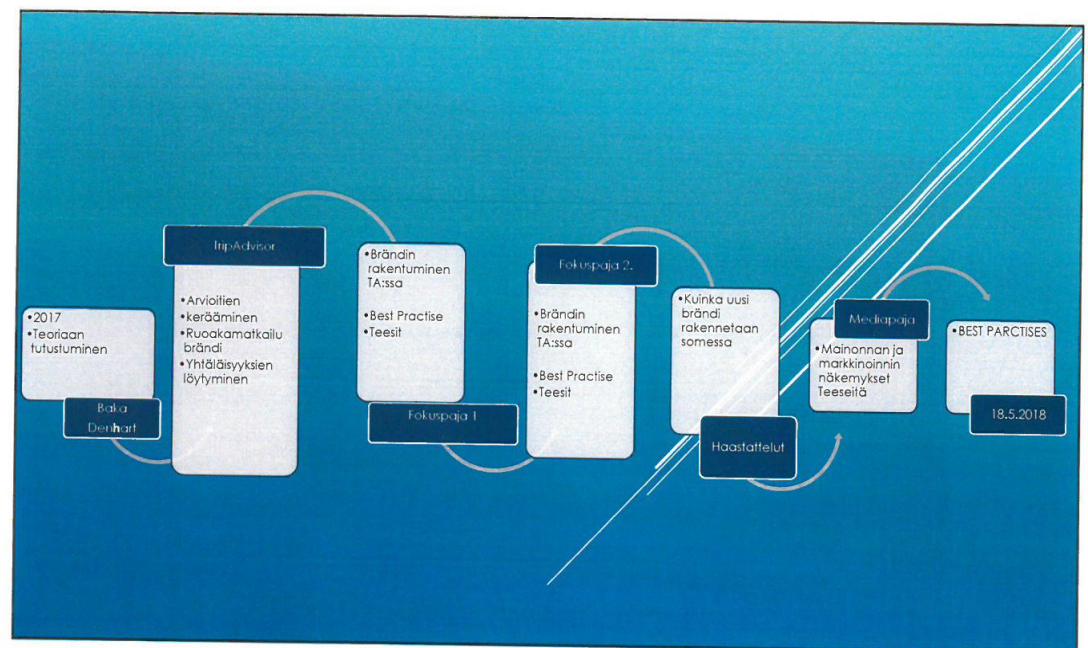 • 2017
• Teoriaan
tutustuminen
Baka
Denhart
TripAdvisor
• Arvioitien
• kerääminen
• Ruoakamatkailu
brändi
• Yhtäläisyyksien
löytyminen
• Brändin
rakentuminen
TA:ssa
• Best Practise
• Teesit
Fokuspaja 1
Fokuspaja 2.
• Brändin
rakentuminen
TA:ssa
• Best Practise
• Teesit
• Kuinka uusi
brändi
rakennetaan
somessa
Haastattelut
Mediapaja
• Mainonnan ja
markkinoinnin
näkemykset
Teeseitä
• BEST PARCTISES
18.5.2018